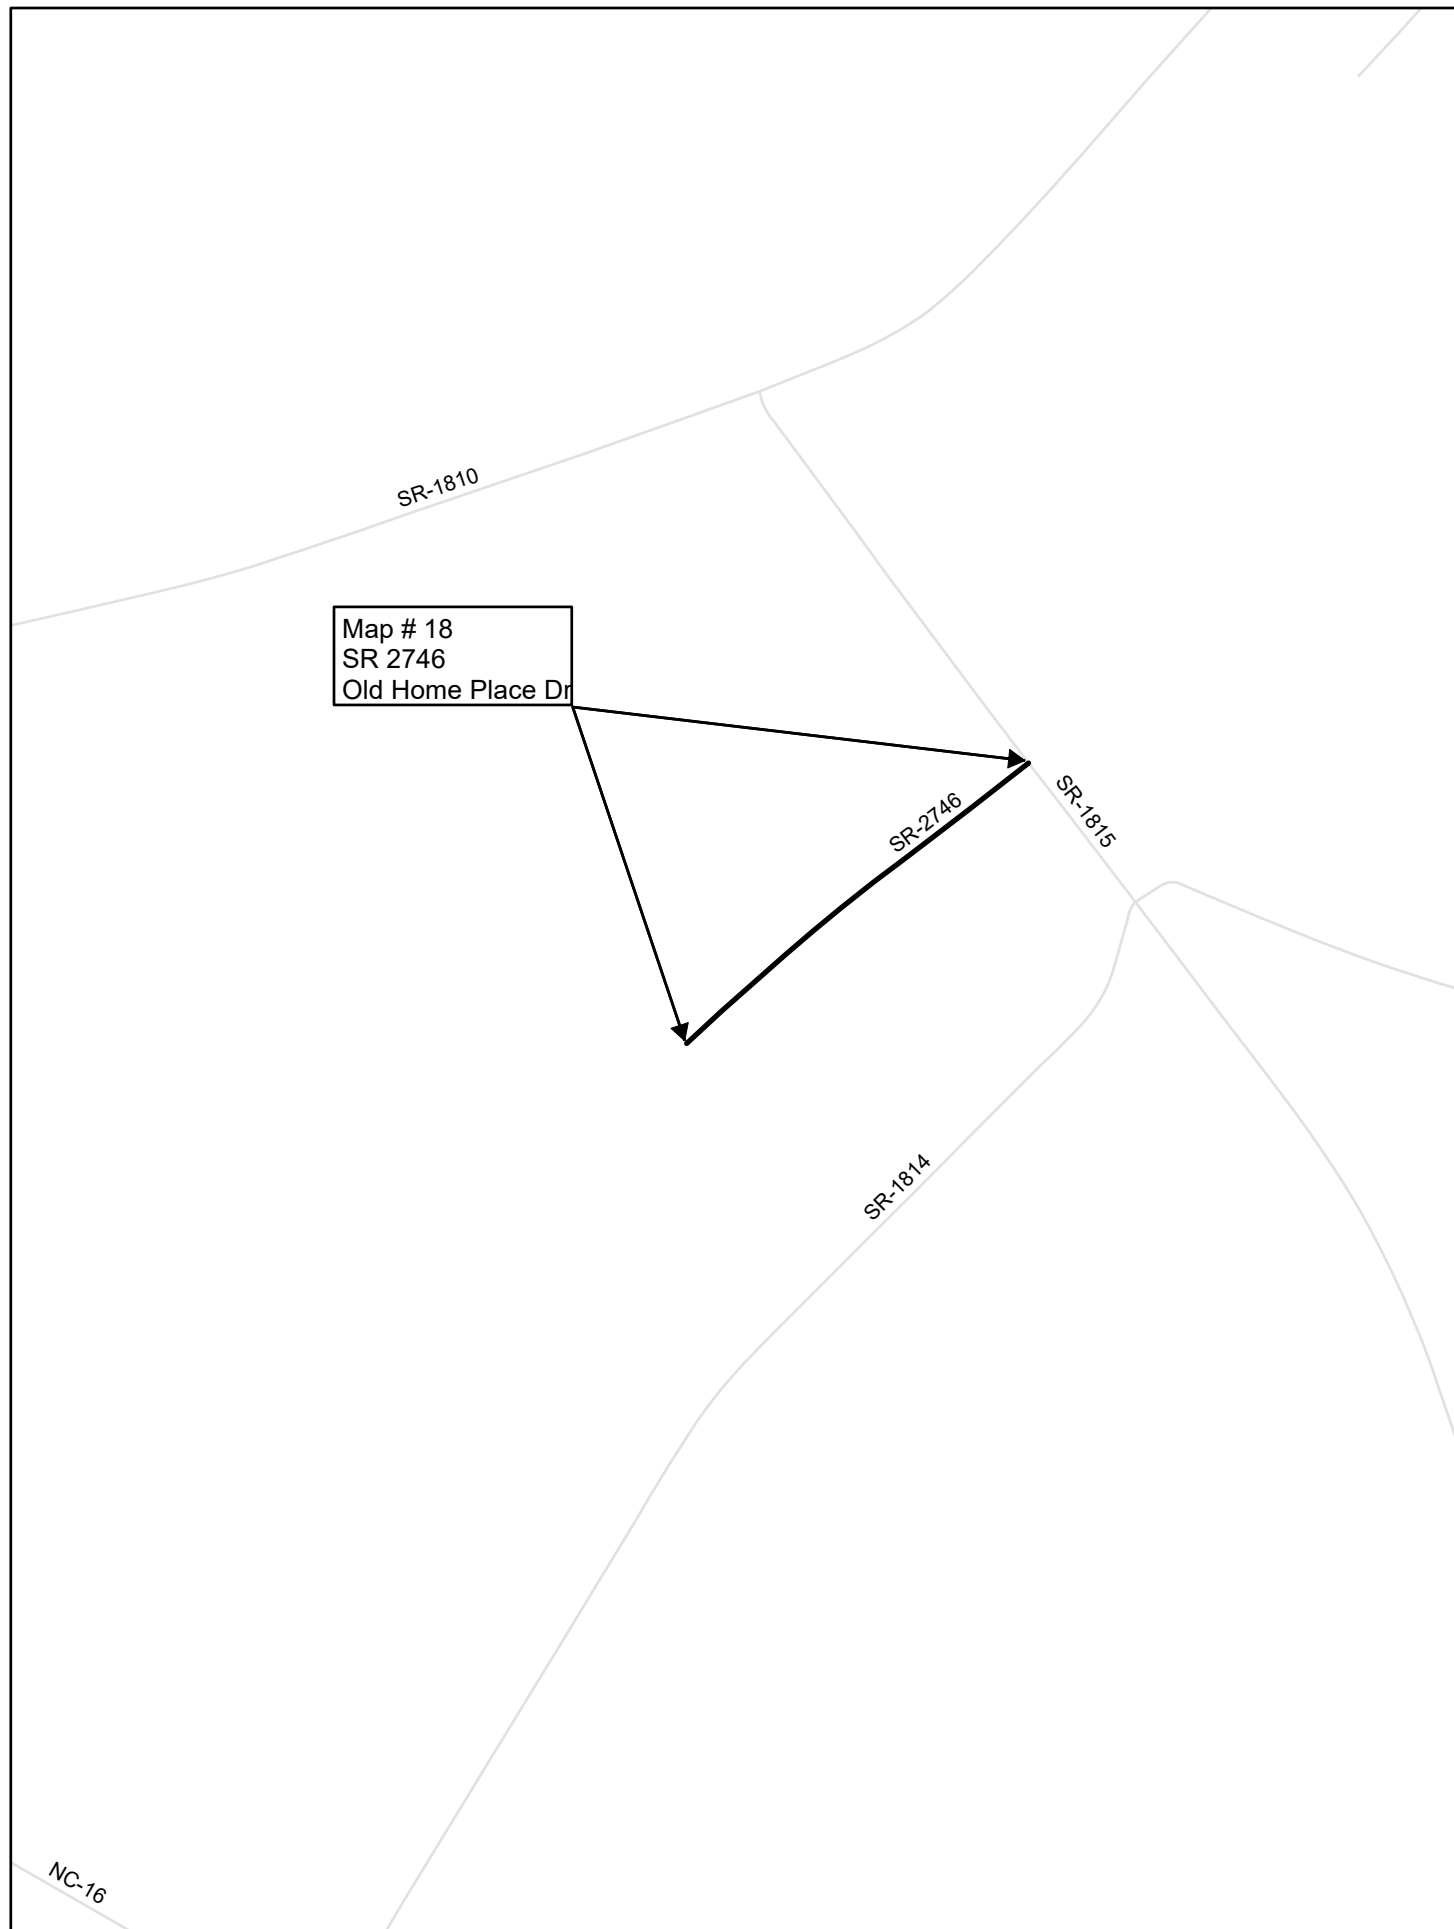 SR-1810
Map # 18
SR 2746
Old Home Place Dr
SR-2746
SR-1815
SR-1814
NC-16